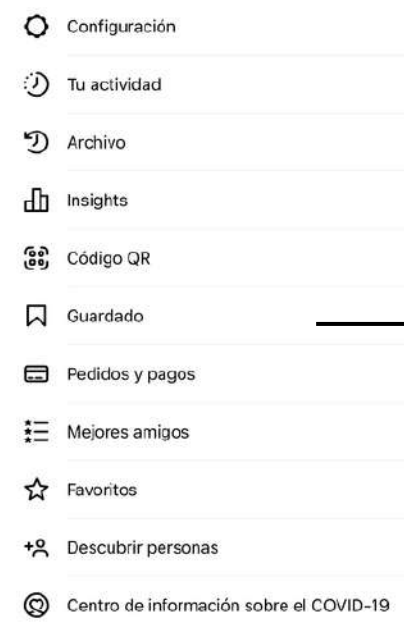 Configuración
Tu actividad
Archivo
Insights
Código QR
Guardado
Pedidos y pagos
Mejores amigos
Favoritos
Descubrir personas
Centro de información sobre el COVID-19